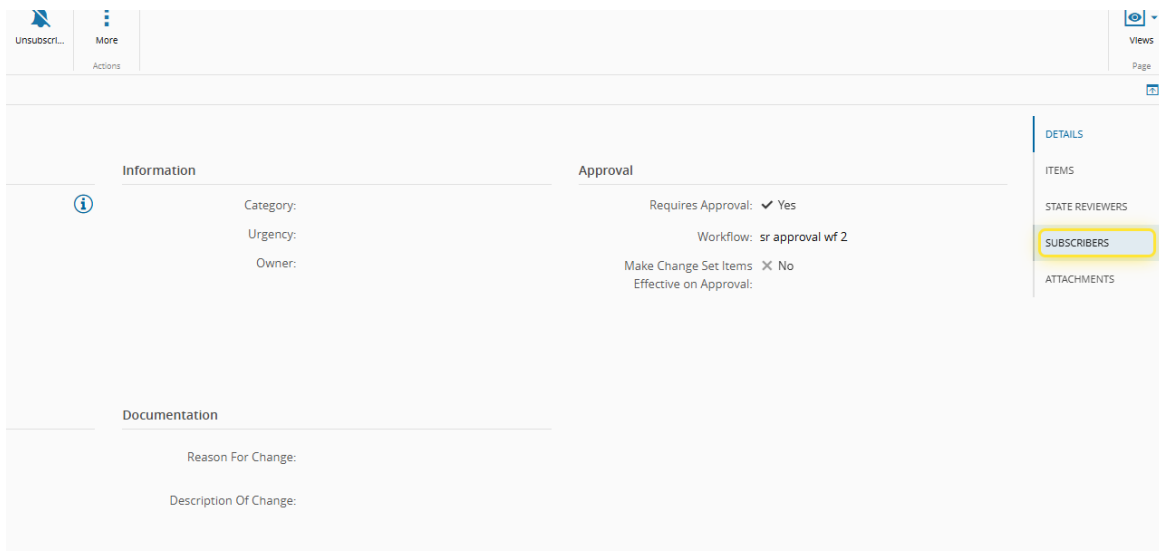 Unsubscri...
More
Views
Actions
Page
DETAILS
Information
Approval
ITEMS
Category:
Requires Approval: Yes
STATE REVIEWERS
Urgency:
Workflow: sr approval wf 2
SUBSCRIBERS
Owner:
Make Change Set Items No
Effective on Approval:
ATTACHMENTS
Documentation
Reason For Change:
Description Of Change: